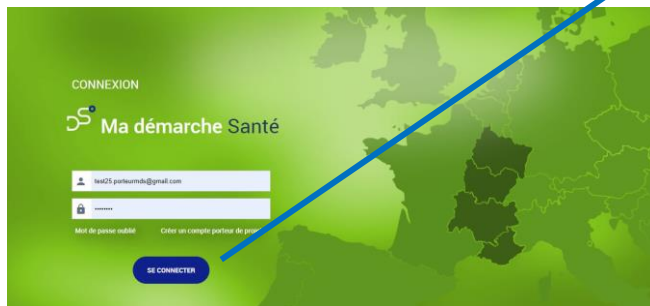 CONNEXION
Ma démarche Santé
test25.porteurmds@gmail.com
Mot de passe oublié Créer un compte porteur de projet
SE CONNECTER